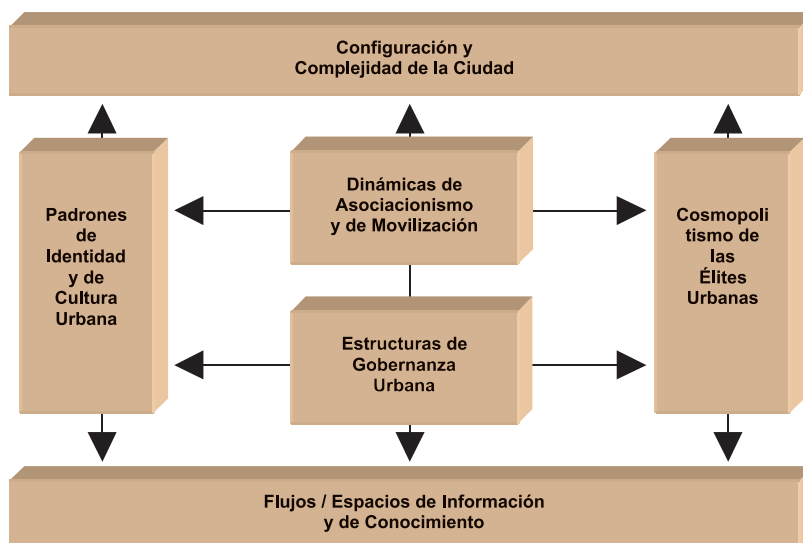 Configuración y
Complejidad de la Ciudad
Padrones
de
Identidad
y de
Cultura
Urbana
Dinámicas de
Asociacionismo
y de Movilización
Cosmopoli
tismo de
las
Élites
Urbanas
Estructuras de
Gobernanza
Urbana
Flujos / Espacios de Información
y de Conocimiento